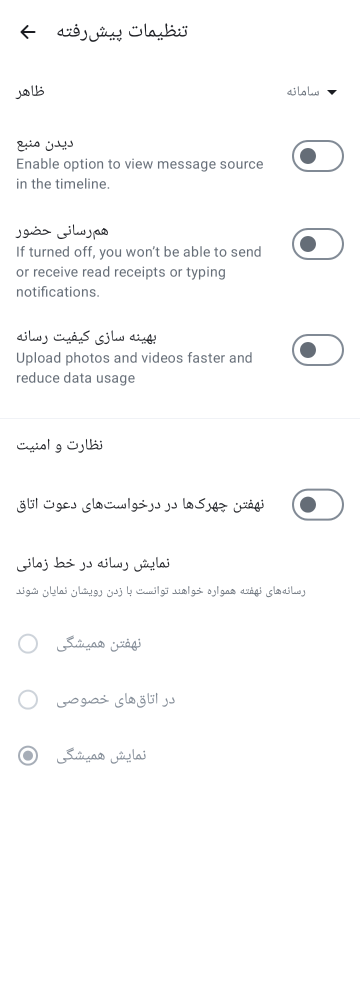 تنظیمات پیش‌رفته
ظاهر
سامانه
دیدن منبع
Enable option to view message source
in the timeline.
هم‌رسانی حضور
If turned off, you won’t be able to send
or receive read receipts or typing
notifications.
بهینه سازی کیفیت رسانه
Upload photos and videos faster and
reduce data usage
نظارت و امنیت
نهفتن چهرک‌ها در درخواست‌های دعوت اتاق
نمایش رسانه در خط زمانی
رسانه‌های نهفته همواره خواهند توانست با زدن رویشان نمایان شوند
نهفتن همیشگی
در اتاق‌های خصوصی
نمایش همیشگی